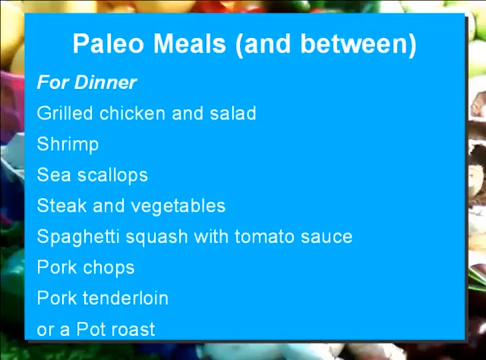 Paleo Meals (and between)
For Dinner
Grilled chicken and salad
Shrimp
Sea scallops
Steak and vegetables
Spaghetti squash with tomato sauce
Pork chops
Pork tenderloin
or a Pot roast